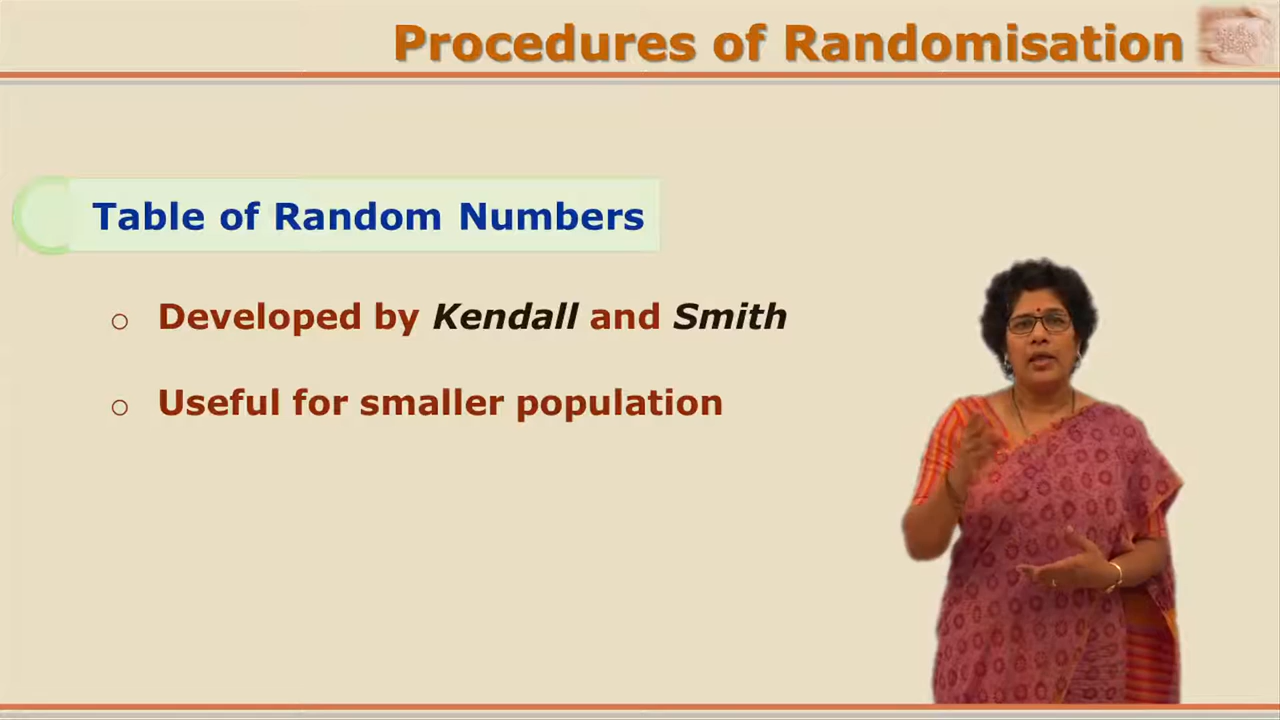 Procedures of Randomisation
Table of Random Numbers
o Developed by Kendall and Smith
o Useful for smaller population